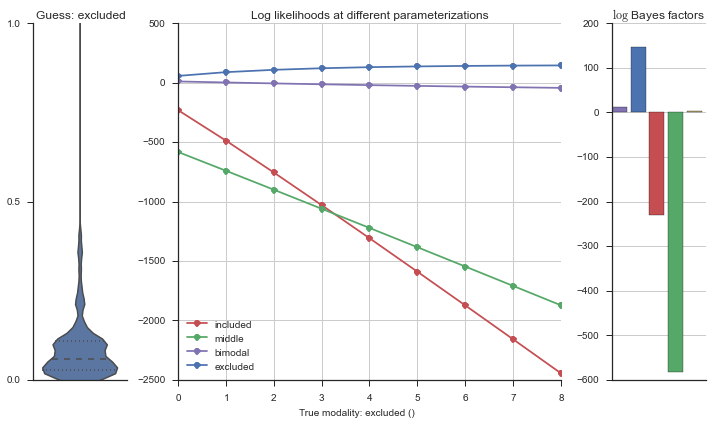 Guess: excluded
1.0
0.5
0.0
Log likelihoods at different parameterizations
500
0
−500
−1000
−1500
−2000
−2500
included
middle
bimodal
excluded
0 1 2 3 4 5 6 7 8
True modality: excluded ()
log Bayes factors
200
100
0
−100
−200
−300
−400
−500
−600